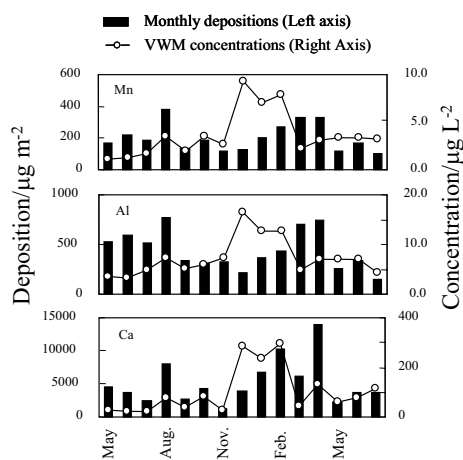 Monthly depositions (Left axis)
VWM concentrations (Right Axis)
600 10.0
Mn
400
5.0
200
0 0.0
1000 20.0
Al
500 10.0
0 0.0
15000 400
Ca
10000
200
5000
0 0
May Aug. Nov. Feb. May
Deposition/µg m-2
Concentration/µg L-2